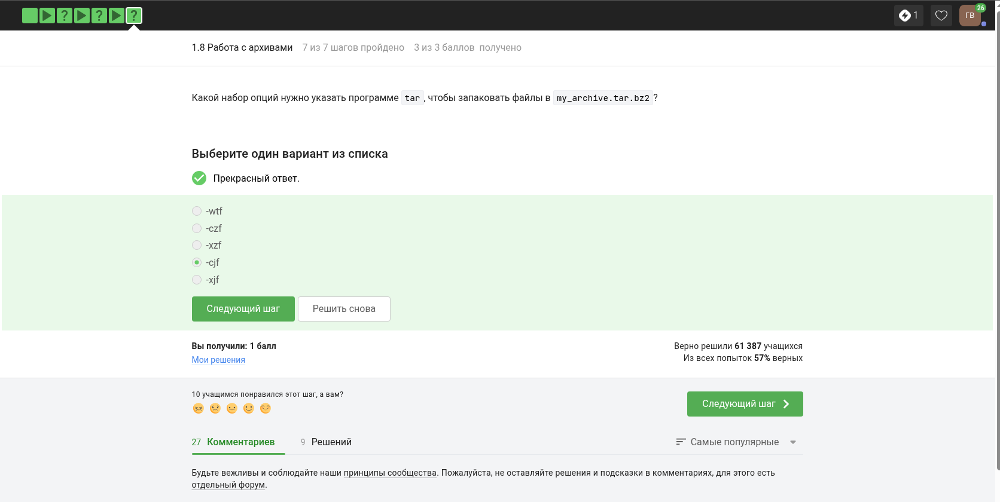 ? ? ?
1
ГВ
26
1.8 Работа с архивами 7 из 7 шагов пройдено 3 из 3 баллов получено
Какой набор опций нужно указать программе tar, чтобы запаковать файлы в my_archive.tar.bz2?
Выберите один вариант из списка
Прекрасный ответ.
-wtf
-czf
-xzf
-cjf
-xjf
Следующий шаг
Решить снова
Вы получили: 1 балл
Мои решения
Верно решили 61 387 учащихся
Из всех попыток 57% верных
10 учащимся понравился этот шаг, а вам?
Следующий шаг
27 Комментариев
9 Решений
Самые популярные
Будьте вежливы и соблюдайте наши принципы сообщества. Пожалуйста, не оставляйте решения и подсказки в комментариях, для этого есть
отдельный форум.